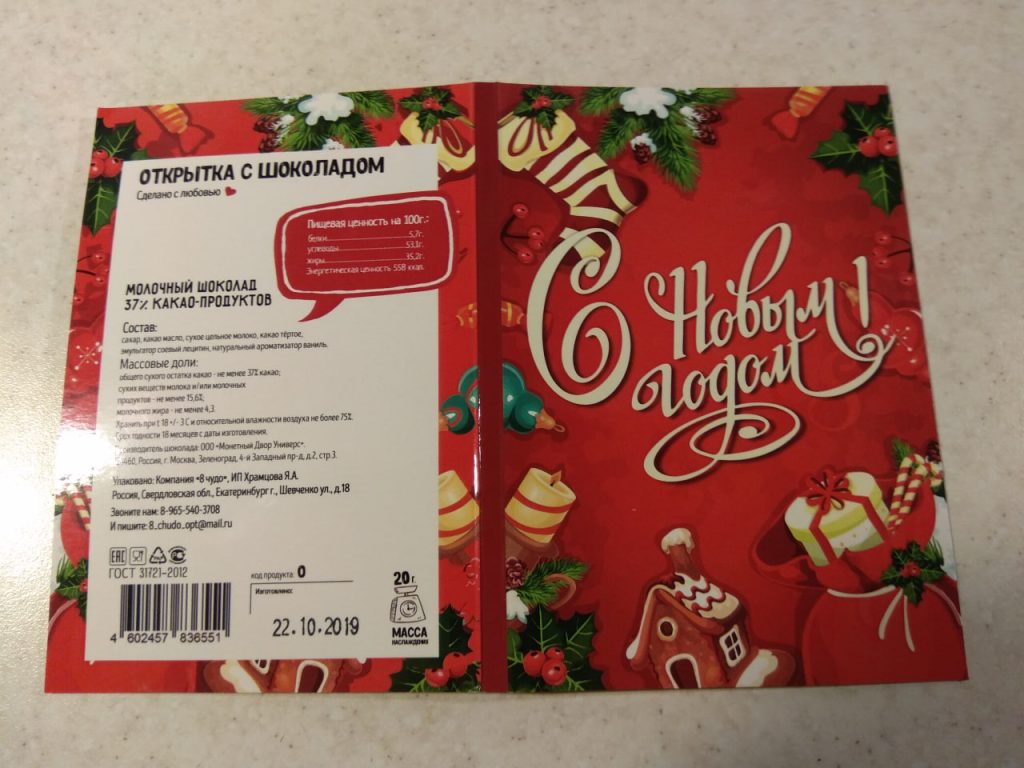 ОТКРЫТКА С ШОКОЛАДОМ
Сделано с любовью
Пищевая ценность на 100г.:
белки 5,7г.
углеводы 53,1г.
жиры 35,2г.
Энергетическая ценность 558 ккал.
МОЛОЧНЫЙ ШОКОЛАД
37% КАКАО-ПРОДУКТОВ
Состав:
сахар, какао масло, сухое цельное молоко, какао тёртое,
эмульгатор соевый лецитин, натуральный ароматизатор ваниль.
Массовые доли:
общего сухого остатка какао - не менее 37% какао;
сухих веществ молока и/или молочных
продуктов - не менее 15,6%;
молочного жира - не менее 4,3.
Хранить при t 18 +/- 3 С и относительной влажности воздуха не более 75%.
Срок годности 18 месяцев с даты изготовления.
Производитель шоколада: ООО «Монетный Двор Универс».
Россия, г. Москва, Зеленоград, 4-й Западный пр-д, д.2, стр.3.
Упаковано: Компания «8 чудо», ИП Храмцова Я.А.
Россия, Свердловская обл., Екатеринбург г., Шевченко ул., д.18
Звоните нам: 8-965-540-3708
И пишите: 8_chudo_opt@mail.ru
EAC
ГОСТ 31721-2012
код продукта: 0
Изготовлено:
22.10.2019
4 602457 836551
20 г.
МАССА
НАСЛАЖДЕНИЯ
С Новым
годом!